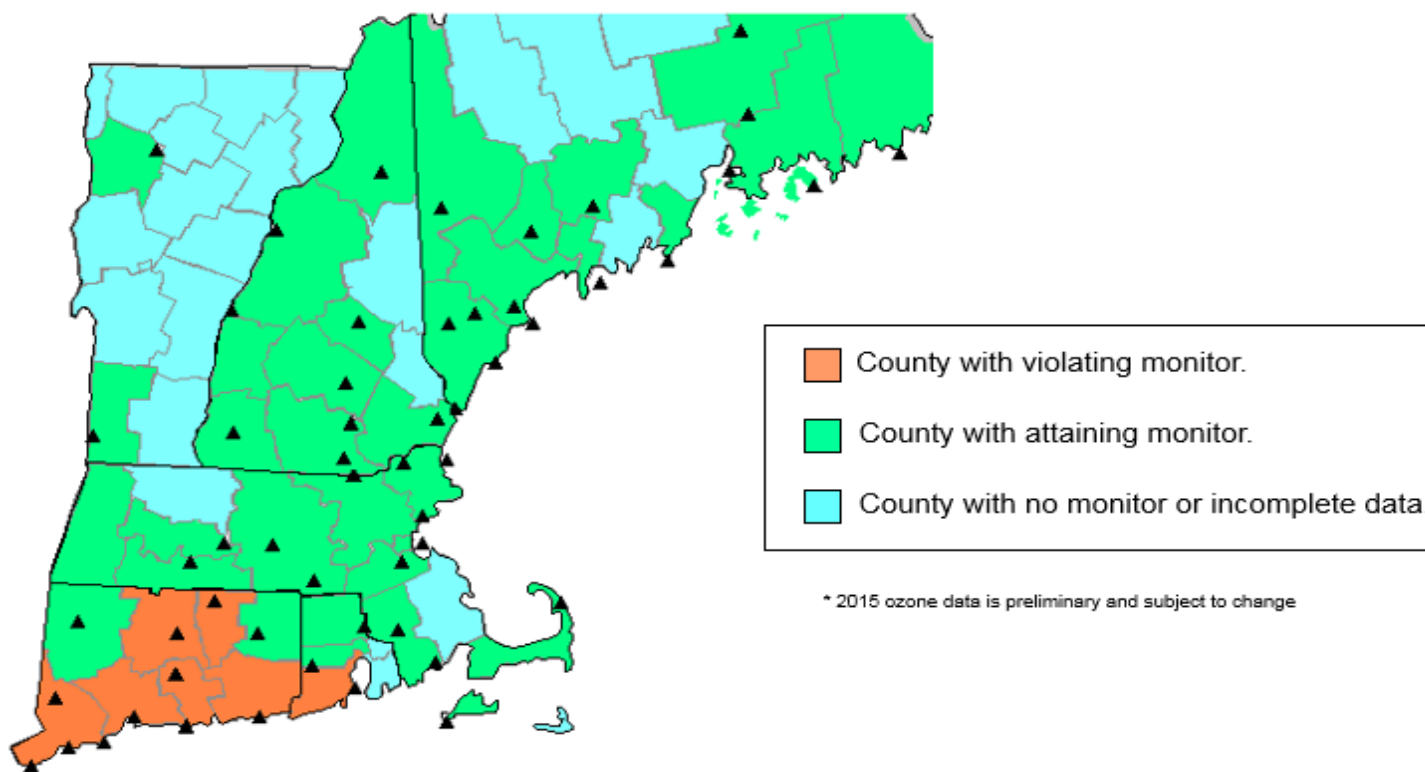 County with violating monitor.
County with attaining monitor.
County with no monitor or incomplete data
* 2015 ozone data is preliminary and subject to change